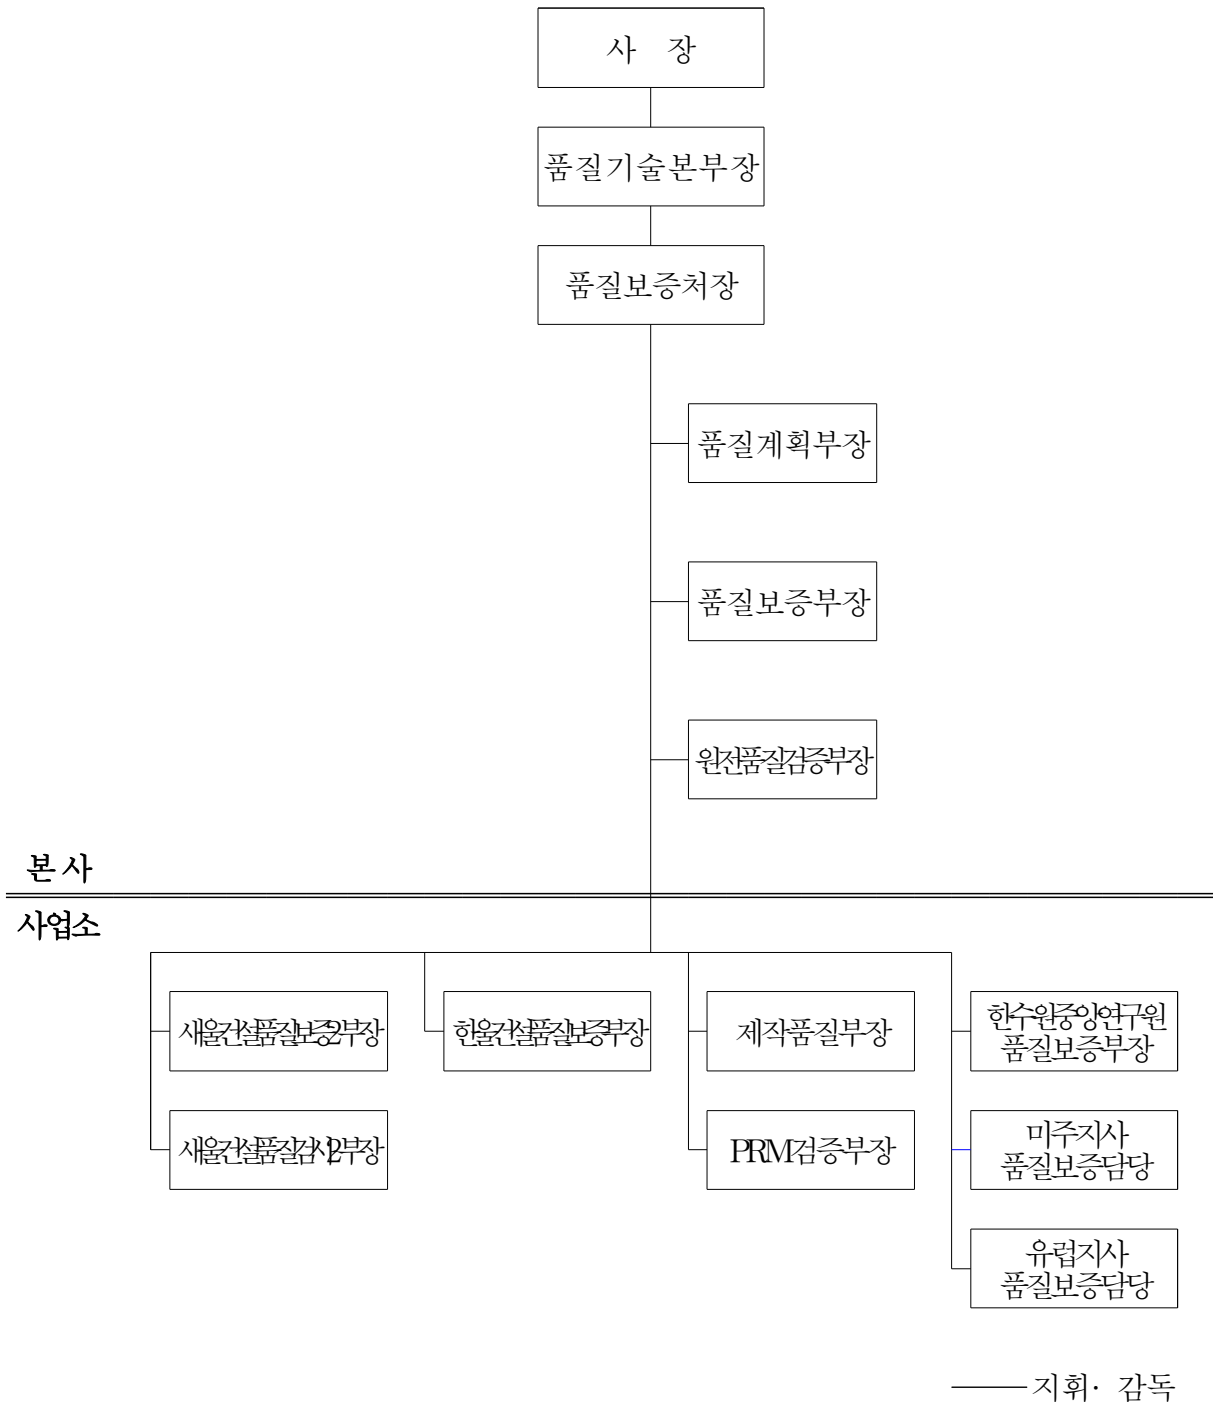 사 장
품질기술본부장
품질보증처장
품질계획부장
품질보증부장
원전품질검증부장
본 사
사업소
새울건설품질보증2부장
한울건설품질보증부장
제작품질부장
한수원중앙연구원
품질보증부장
새울건설품질검사2부장
PRM검증부장
미주지사
품질보증담당
유럽지사
품질보증담당
지휘· 감독